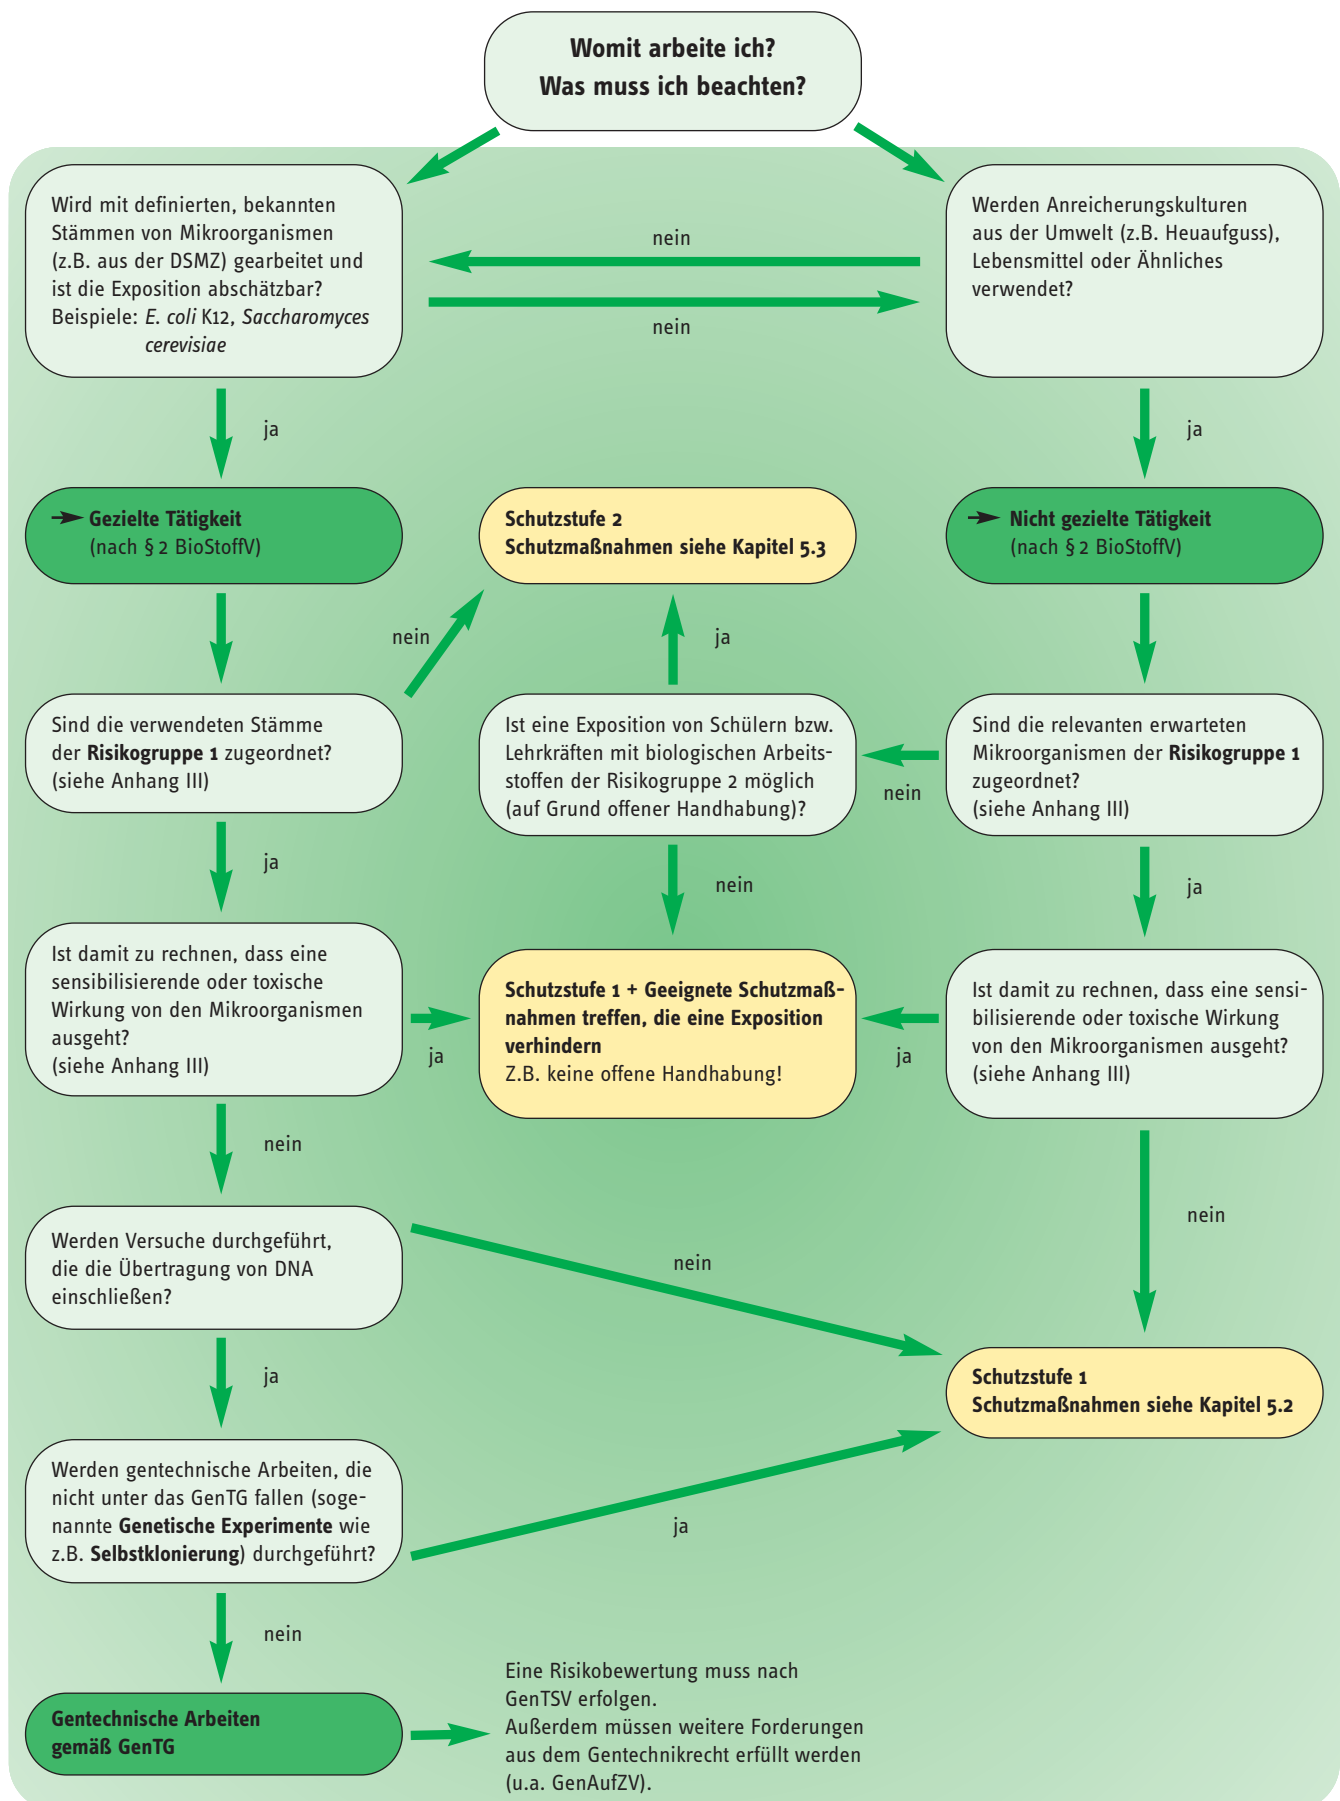 Womit arbeite ich?
Was muss ich beachten?
Wird mit definierten, bekannten
Stämmen von Mikroorganismen
(z.B. aus der DSMZ) gearbeitet und
ist die Exposition abschätzbar?
Beispiele: E. coli K12, Saccharomyces
cerevisiae
nein
nein
Werden Anreicherungskulturen
aus der Umwelt (z.B. Heuaufguss),
Lebensmittel oder Ähnliches
verwendet?
ja
ja
Gezielte Tätigkeit
(nach § 2 BioStoffV)
Schutzstufe 2
Schutzmaßnahmen siehe Kapitel 5.3
Nicht gezielte Tätigkeit
(nach § 2 BioStoffV)
nein
ja
Sind die verwendeten Stämme
der Risikogruppe 1 zugeordnet?
(siehe Anhang III)
Ist eine Exposition von Schülern bzw.
Lehrkräften mit biologischen Arbeits-
stoffen der Risikogruppe 2 möglich
(auf Grund offener Handhabung)?
nein
Sind die relevanten erwarteten
Mikroorganismen der Risikogruppe 1
zugeordnet?
(siehe Anhang III)
ja
nein
ja
Ist damit zu rechnen, dass eine
sensibilisierende oder toxische
Wirkung von den Mikroorganismen
ausgeht?
(siehe Anhang III)
ja
Schutzstufe 1 + Geeignete Schutzmaß-
nahmen treffen, die eine Exposition
verhindern
Z.B. keine offene Handhabung!
ja
Ist damit zu rechnen, dass eine sensi-
bilisierende oder toxische Wirkung
von den Mikroorganismen ausgeht?
(siehe Anhang III)
nein
nein
Werden Versuche durchgeführt,
die die Übertragung von DNA
einschließen?
nein
ja
Schutzstufe 1
Schutzmaßnahmen siehe Kapitel 5.2
Werden gentechnische Arbeiten, die
nicht unter das GenTG fallen (soge-
nannte Genetische Experimente wie
z.B. Selbstklonierung) durchgeführt?
ja
nein
Gentechnische Arbeiten
gemäß GenTG
Eine Risikobewertung muss nach
GenTSV erfolgen.
Außerdem müssen weitere Forderungen
aus dem Gentechnikrecht erfüllt werden
(u.a. GenAufZV).